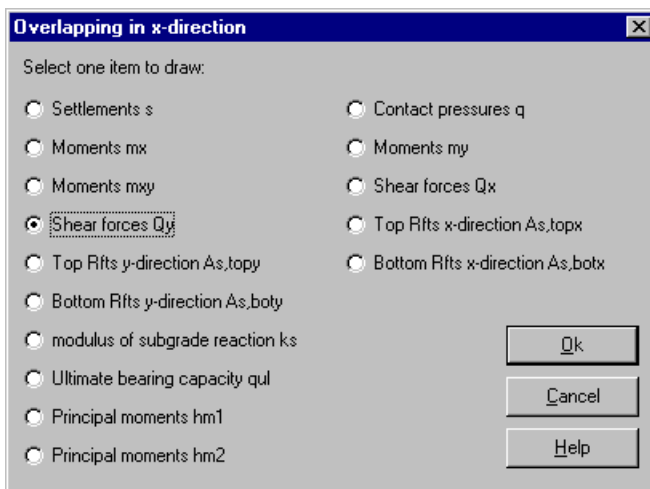 Overlapping in x-direction
Select one item to draw:
Settlements s
Contact pressures q
Moments mx
Moments my
Moments mxy
Shear forces Qx
Shear forces Qy
Top Rfts x-direction As,topx
Top Rfts y-direction As,topy
Bottom Rfts x-direction As,botx
Bottom Rfts y-direction As,boty
modulus of subgrade reaction ks
Ok
Ultimate bearing capacity qul
Cancel
Principal moments hm1
Help
Principal moments hm2